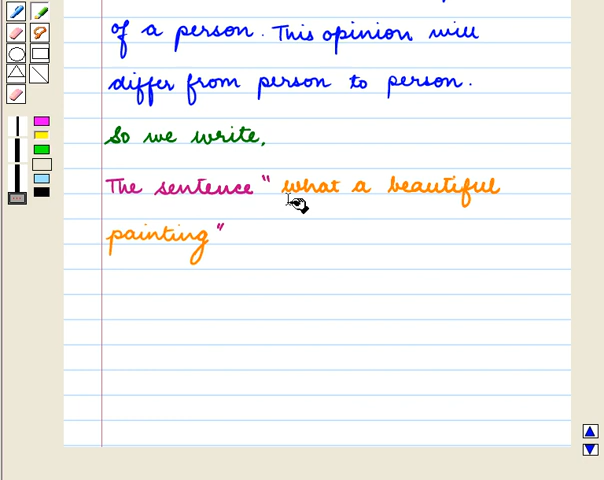 of a person. This opinion will
differ from person to person.
So we write,
The sentence " what a beautiful
painting "